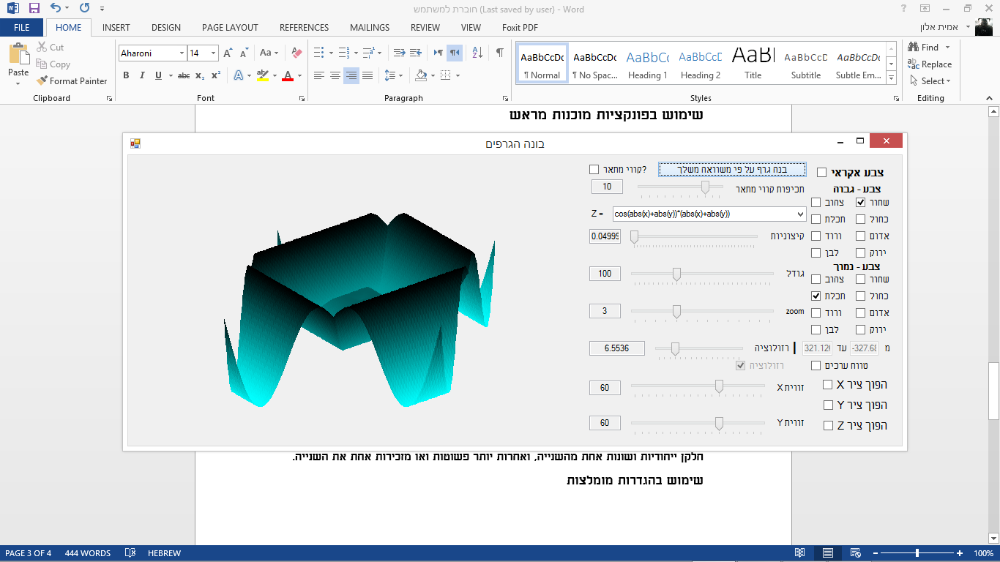 חוברת למשתמש (Last saved by user) - Word
?
FILE HOME INSERT DESIGN PAGE LAYOUT REFERENCES MAILINGS REVIEW VIEW Foxit PDF אמית אלון
Paste
Cut
Copy
Format Painter
Aharoni 14
AaBbCcDc AaBbCcDc AaBbCc AaBbCcD AaBl AaBbCcD AaBbCcDc
¶ Normal ¶ No Spac... Heading 1 Heading 2 Title Subtitle Subtle Em...
Find
Replace
Select
Clipboard Font Paragraph Styles Editing
שימוש בפונקציות מוכנות מראש
בונה הגרפים
קווי מתאר?
בנה גרף על פי משוואה משלך
צבע אקראי
10
תכיפות קווי מתאר
צבע - גבוה
שחור צהוב
Z = cos(abs(x)+abs(y))*(abs(x)+abs(y))
כחול תכלת
0.04999 קיצוניות
אדום ורוד
ירוק לבן
צבע - נמוך
100 גודל
שחור צהוב
כחול תכלת
3 zoom
אדום ורוד
ירוק לבן
6.5536 רזולוציה
מ -327.68 עד 321.126
רזולוציה
טווח ערכים
60 זווית X
הפוך ציר X
הפוך ציר Y
60 זווית Y
הפוך ציר Z
חלקן ייחודיות ושונות אחת מהשנייה, ואחרות יותר פשוטות ואו מזכירות אחת את השנייה.
שימוש בהגדרות מומלצות
PAGE 3 OF 4 444 WORDS HEBREW 100%